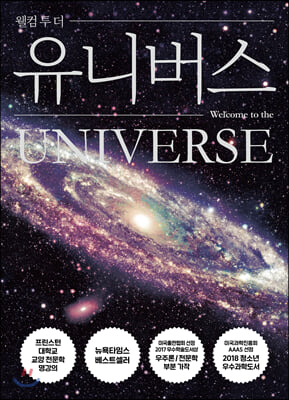 웰컴 투 더
유니버스
Welcome to the
UNIVERSE
프린스턴
대학교
교양 천문학
명강의
뉴욕타임스
베스트셀러
미국출판협회 선정
2017 우수학술도서상
우주론/천문학
부문 가작
미국과학진흥회
AAAS 선정
2018 청소년
우수과학도서